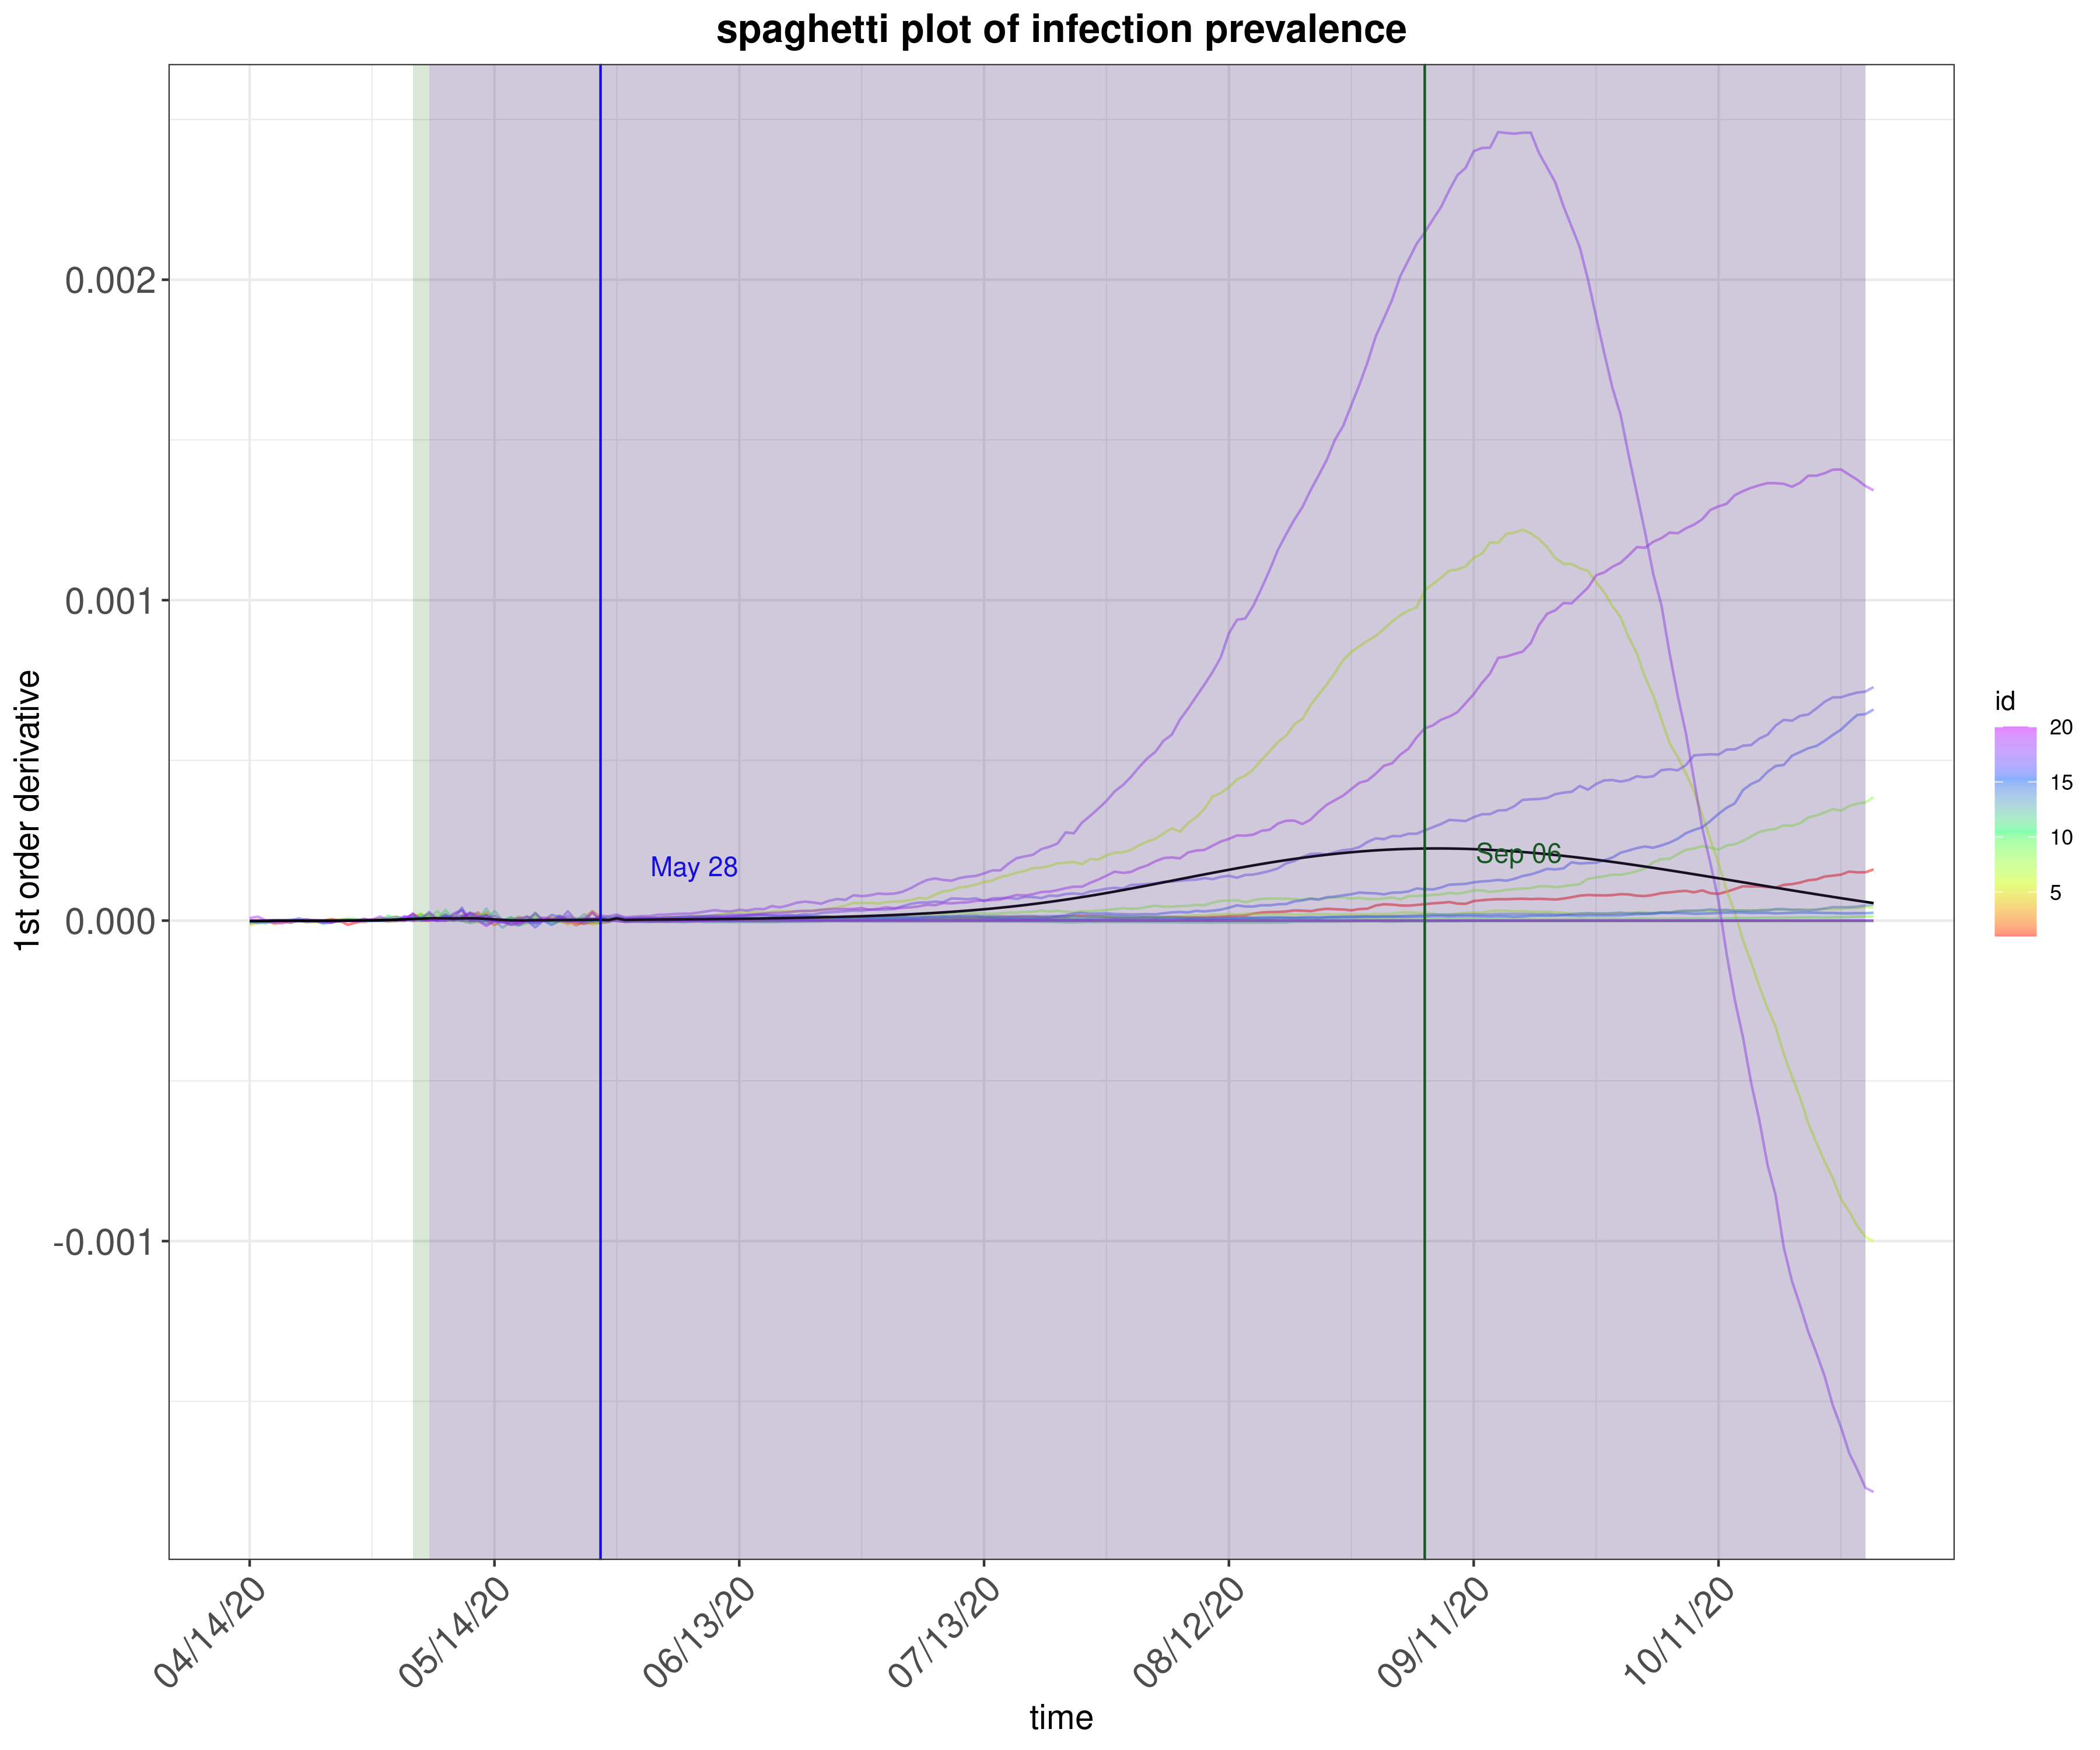 spaghetti plot of infection prevalence
1st order derivative
0.002
0.001
0.000
-0.001
May 28
Sep 06
id
20
15
10
5
04/14/20
05/14/20
06/13/20
07/13/20
08/12/20
09/11/20
10/11/20
time